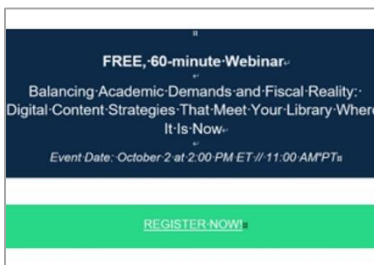 FREE, 60-minute Webinar
Balancing Academic Demands and Fiscal Reality:
Digital Content Strategies That Meet Your Library Where
It Is Now
Event Date: October 2 at 2:00 PM ET // 11:00 AM"PT
REGISTER NOW!